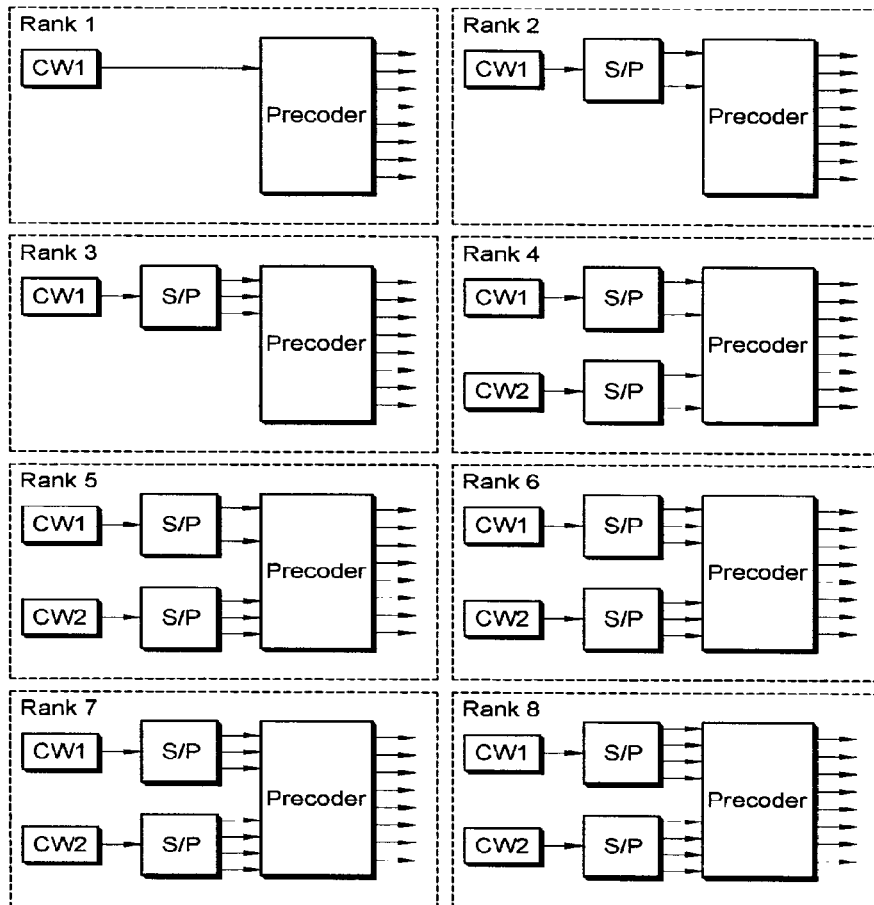 Rank 1
CW1
Precoder
Rank 2
CW1
S/P
Precoder
Rank 3
CW1
S/P
Precoder
Rank 4
CW1
S/P
CW2
S/P
Precoder
Rank 5
CW1
S/P
CW2
S/P
Precoder
Rank 6
CW1
S/P
CW2
S/P
Precoder
Rank 7
CW1
S/P
CW2
S/P
Precoder
Rank 8
CW1
S/P
CW2
S/P
Precoder